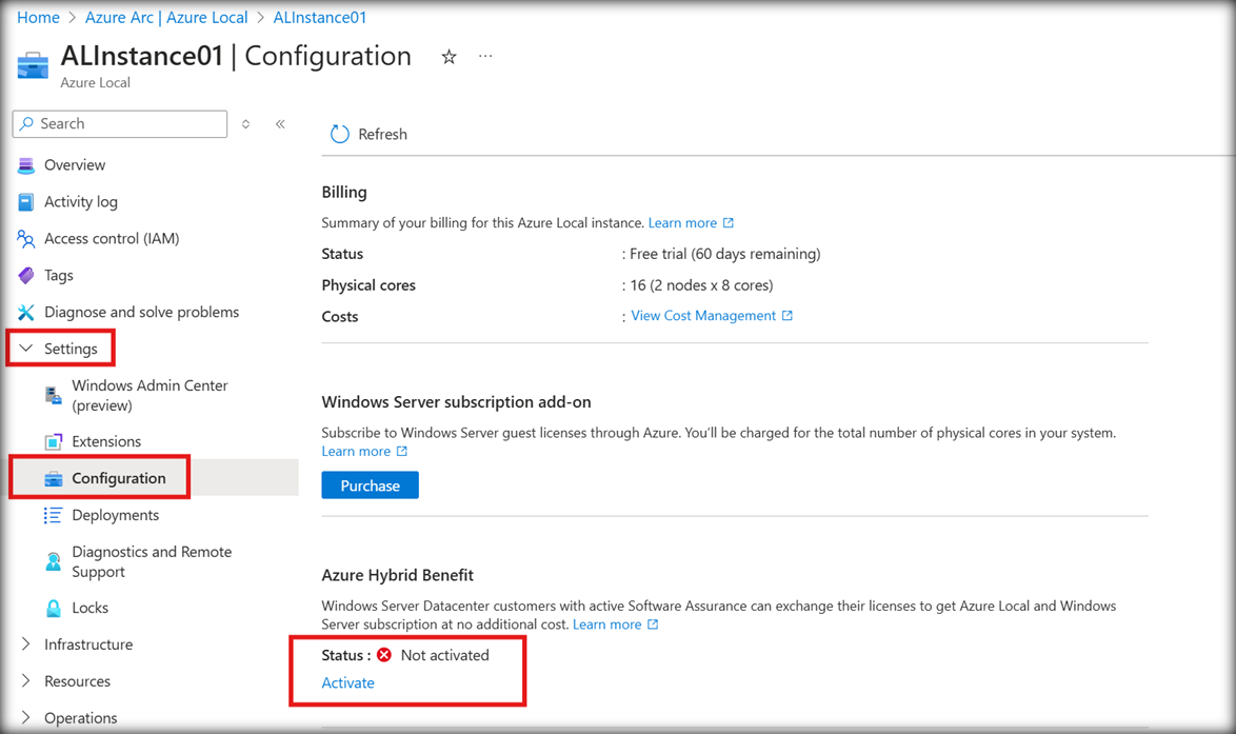 Home > Azure Arc | Azure Local > ALInstance01
ALInstance01 | Configuration
Azure Local
Search
Refresh
Overview
Activity log
Access control (IAM)
Tags
Diagnose and solve problems
Settings
Windows Admin Center
(preview)
Extensions
Configuration
Deployments
Diagnostics and Remote
Support
Locks
Infrastructure
Resources
Operations
Billing
Summary of your billing for this Azure Local instance. Learn more
Status : Free trial (60 days remaining)
Physical cores : 16 (2 nodes x 8 cores)
Costs : View Cost Management
Windows Server subscription add-on
Subscribe to Windows Server guest licenses through Azure. You'll be charged for the total number of physical cores in your system.
Learn more
Purchase
Azure Hybrid Benefit
Windows Server Datacenter customers with active Software Assurance can exchange their licenses to get Azure Local and Windows
Server subscription at no additional cost. Learn more
Status : Not activated
Activate